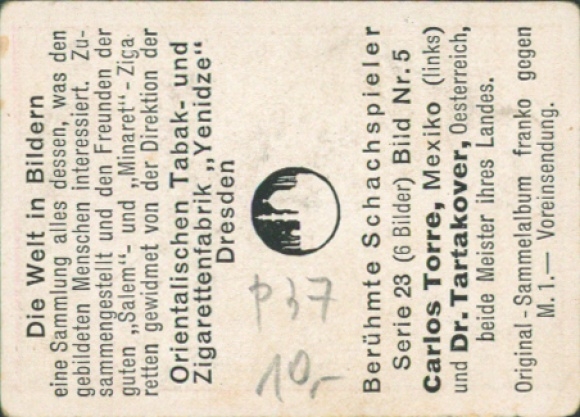 Die Welt in Bildern
eine Sammlung alles dessen, was den
gebildeten Menschen interessiert. Zu-
sammengestellt und den Freunden der
guten „Salem“- und „Minaret“-Ziga-
retten gewidmet von der Direktion der
Orientalischen Tabak- und
Zigarettenfabrik „Yenidze“
Dresden
p 37
10,-
Berühmte Schachspieler
Serie 23 (6 Bilder) Bild Nr. 5
Carlos Torre, Mexiko (links)
und Dr. Tartakover, Oesterreich,
beide Meister ihres Landes.
Original-Sammelalbum franko gegen
M. 1.— Voreinsendung.